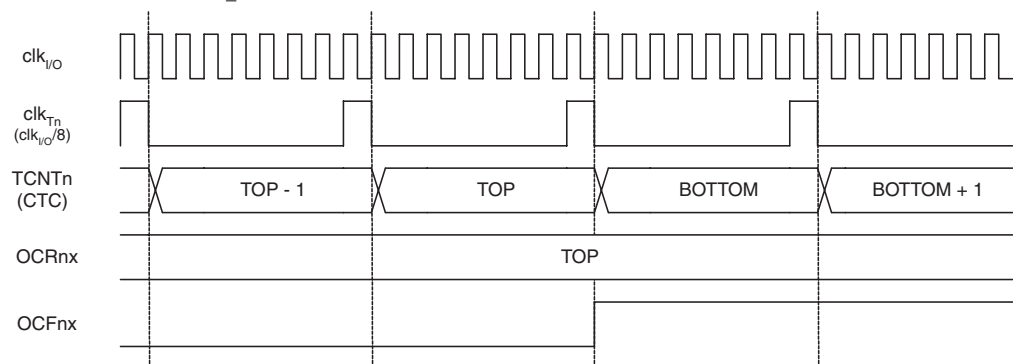 clkI/O
clkTn
(clkI/O/8)
TCNTn
(CTC)
TOP - 1
TOP
BOTTOM
BOTTOM + 1
OCRnx
TOP
OCFnx